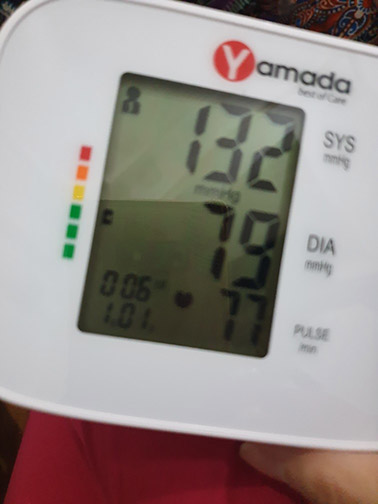 Yamada
best of Care
132
SYS
mmHg
mmHg
79
DIA
mmHg
0:06
77
1.01.
PULSE
/min